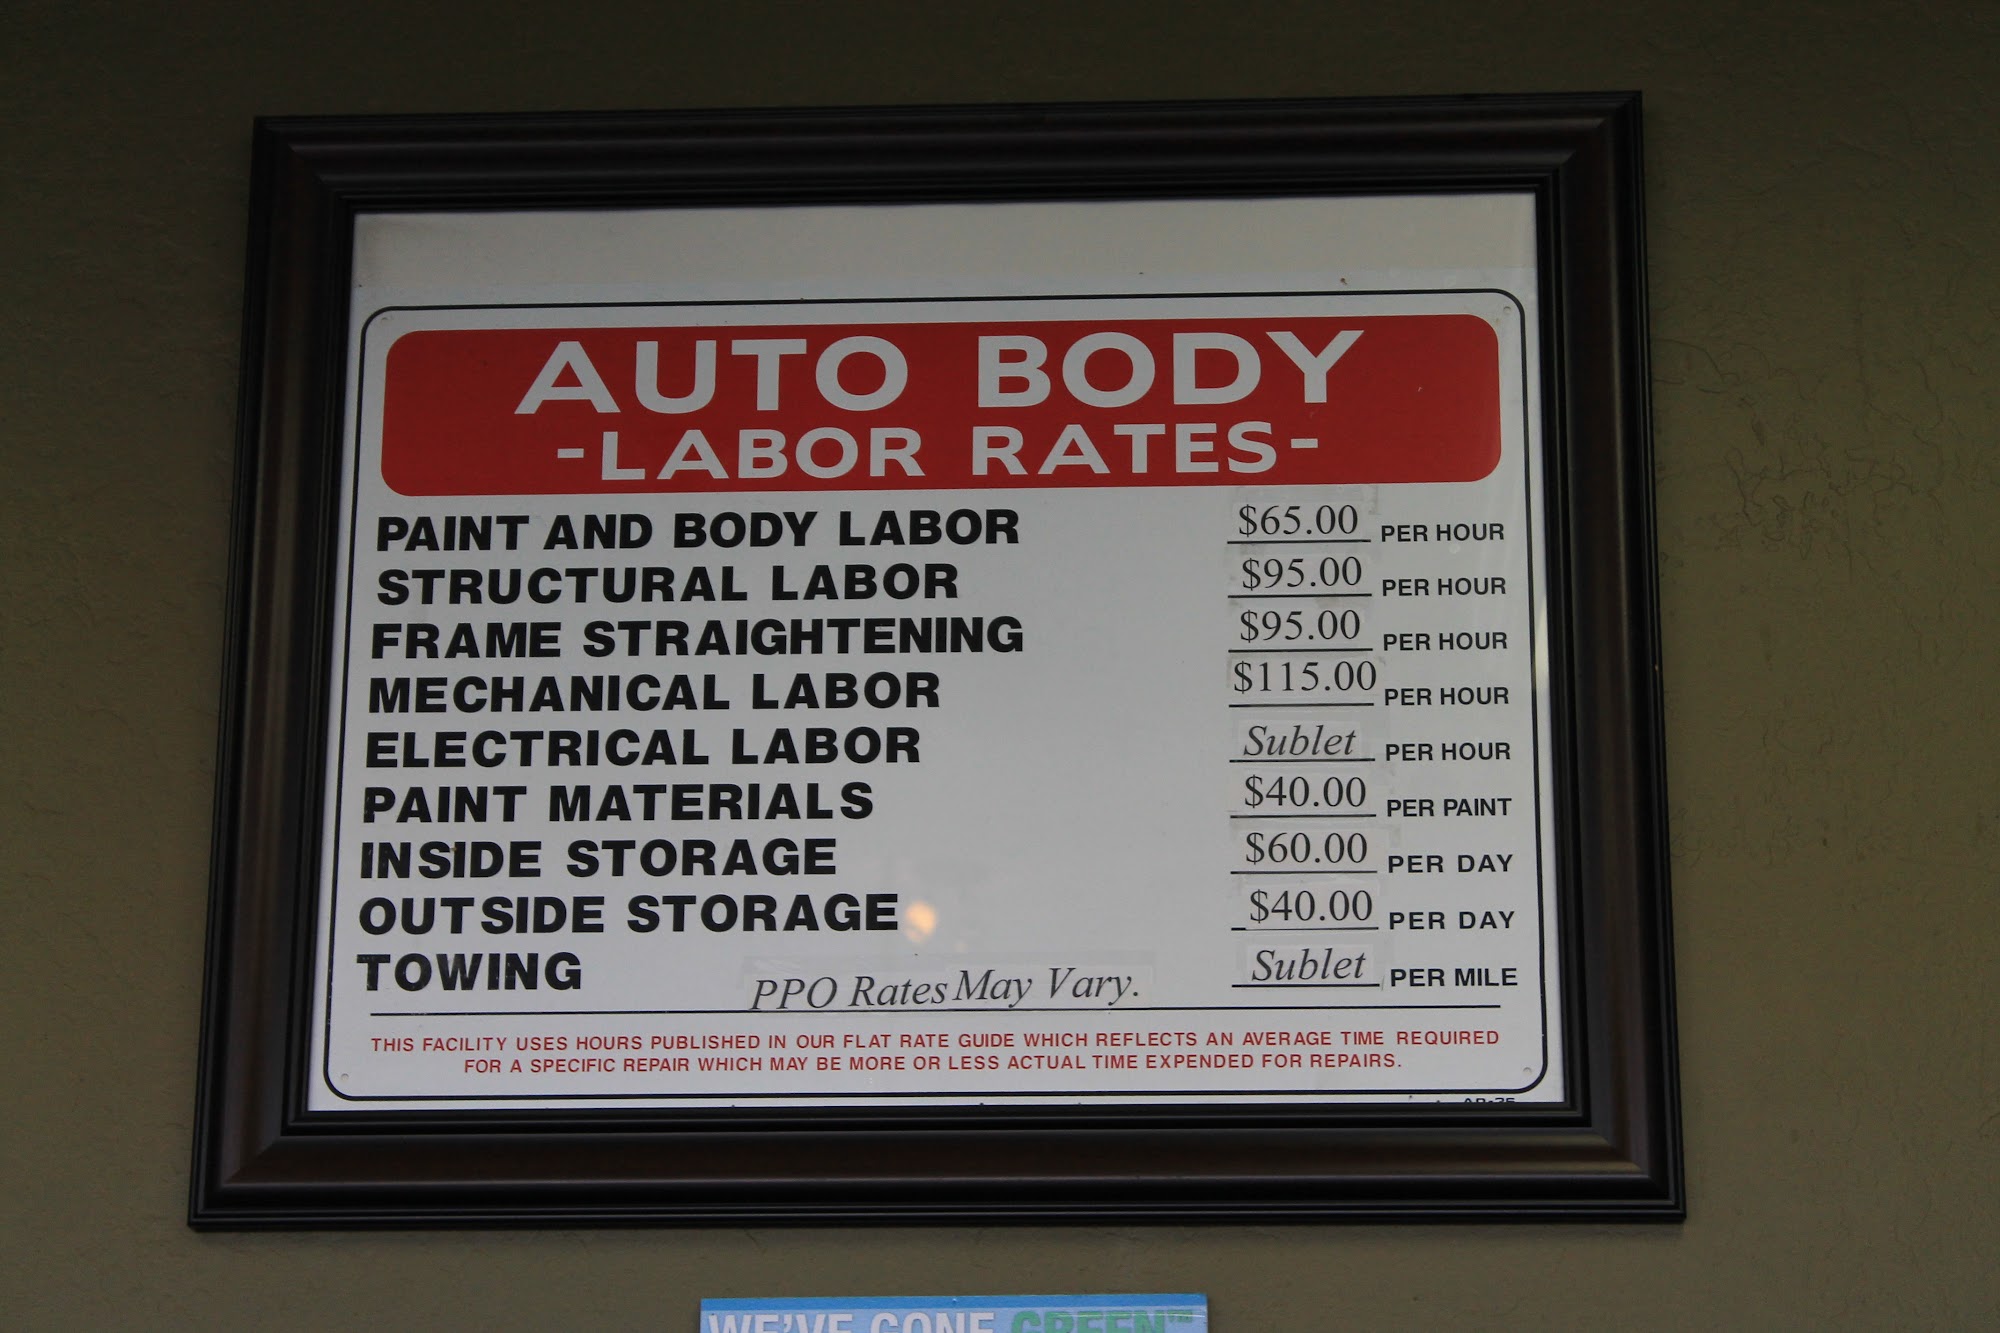 AUTO BODY
-LABOR RATES-
PAINT AND BODY LABOR $65.00 PER HOUR
STRUCTURAL LABOR $95.00 PER HOUR
FRAME STRAIGHTENING $95.00 PER HOUR
MECHANICAL LABOR $115.00 PER HOUR
ELECTRICAL LABOR Sublet PER HOUR
PAINT MATERIALS $40.00 PER PAINT
INSIDE STORAGE $60.00 PER DAY
OUTSIDE STORAGE $40.00 PER DAY
TOWING Sublet PER MILE
PPO Rates May Vary.
THIS FACILITY USES HOURS PUBLISHED IN OUR FLAT RATE GUIDE WHICH REFLECTS AN AVERAGE TIME REQUIRED
FOR A SPECIFIC REPAIR WHICH MAY BE MORE OR LESS ACTUAL TIME EXPENDED FOR REPAIRS.
WE'VE GONE GREEN™